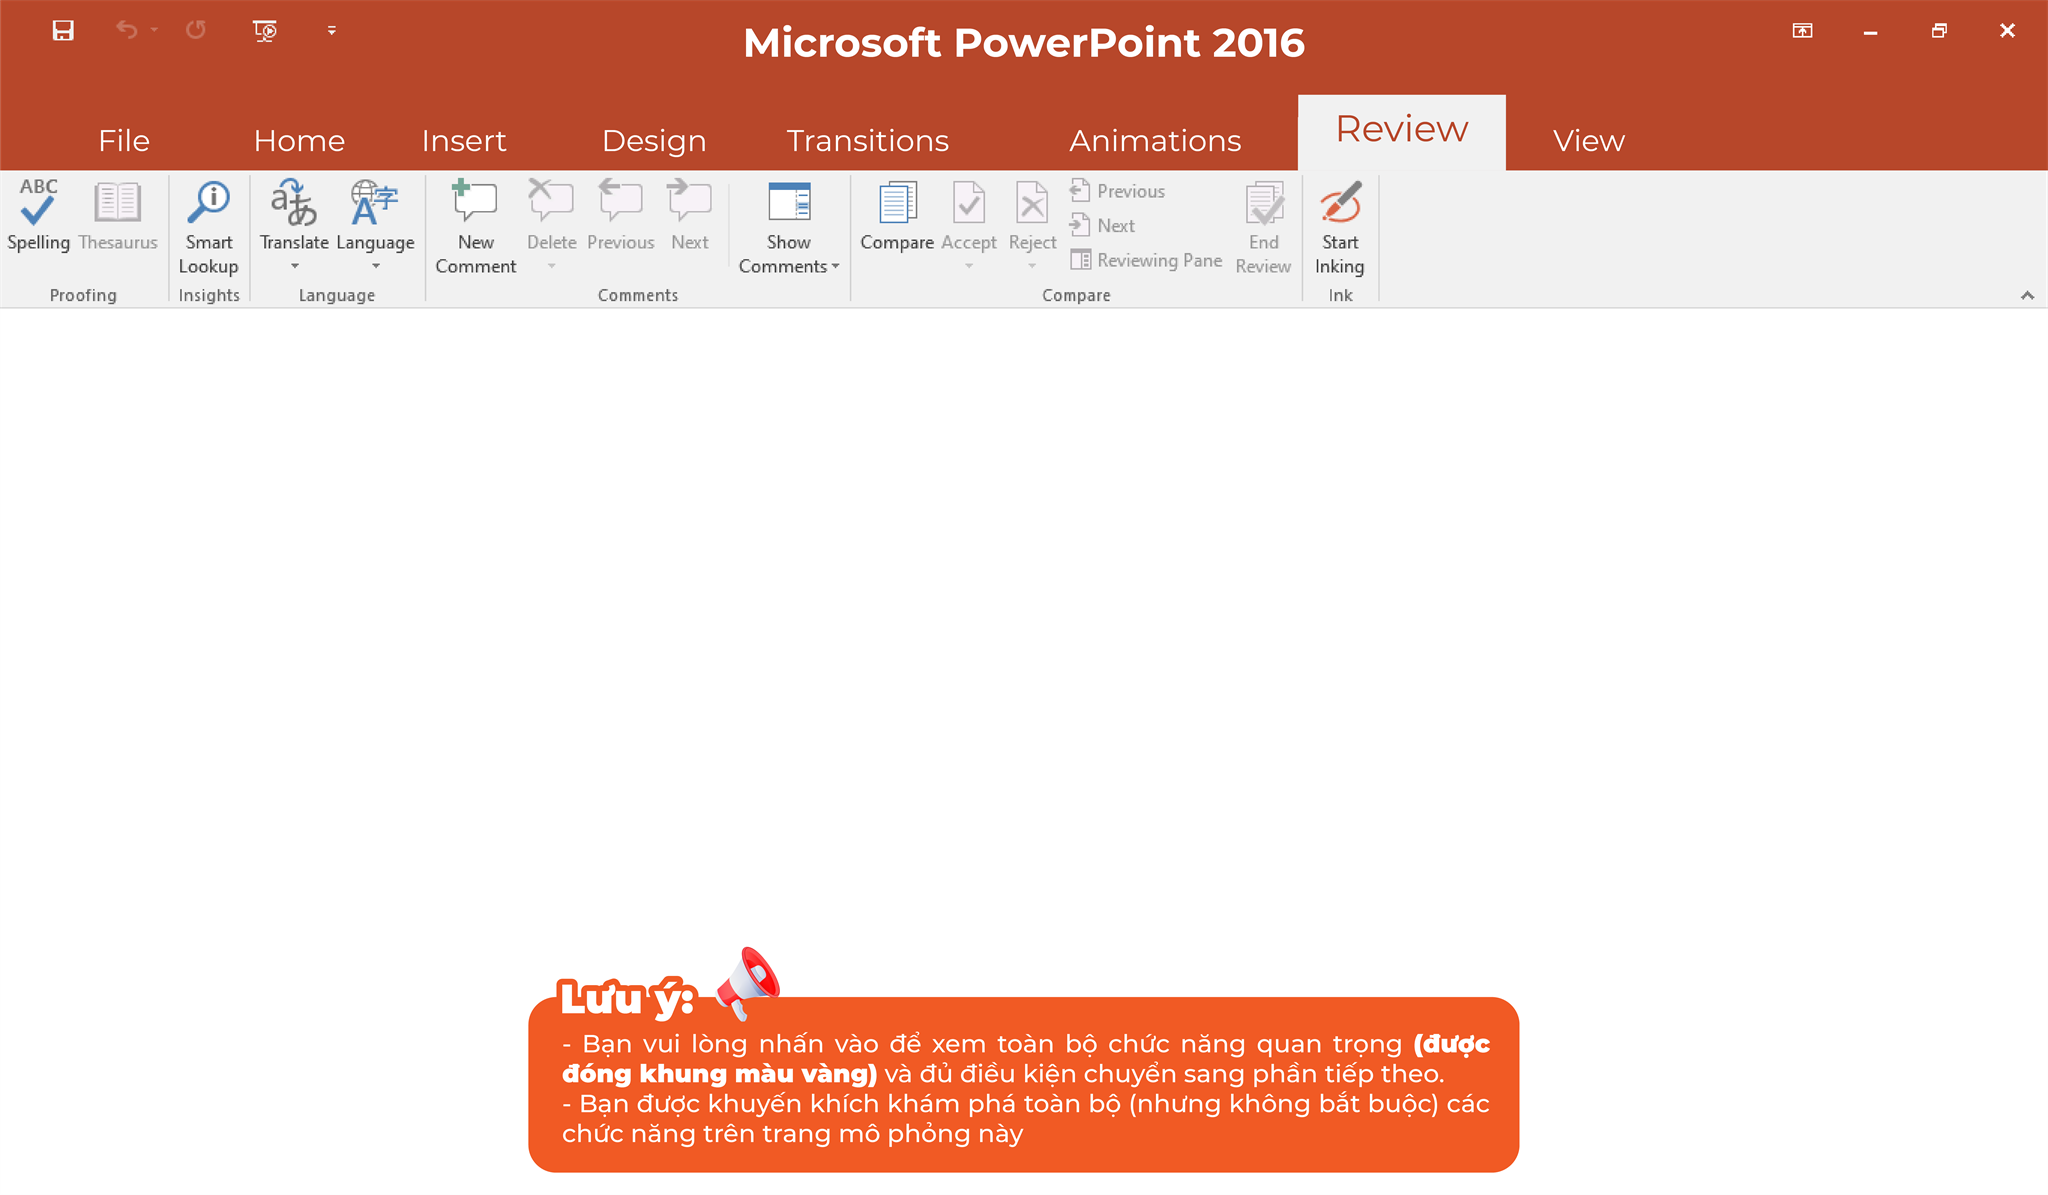 Microsoft PowerPoint 2016
File Home Insert Design Transitions Animations Review View
ABC
Spelling Thesaurus
Proofing
Smart
Lookup
Insights
Translate Language
Language
New
Comment
Delete Previous Next
Show
Comments
Comments
Compare Accept Reject
Previous
Next
Reviewing Pane
End
Review
Compare
Start
Inking
Ink
Lưu ý:
- Bạn vui lòng nhấn vào để xem toàn bộ chức năng quan trọng (được
đóng khung màu vàng) và đủ điều kiện chuyển sang phần tiếp theo.
- Bạn được khuyến khích khám phá toàn bộ (nhưng không bắt buộc) các
chức năng trên trang mô phỏng này